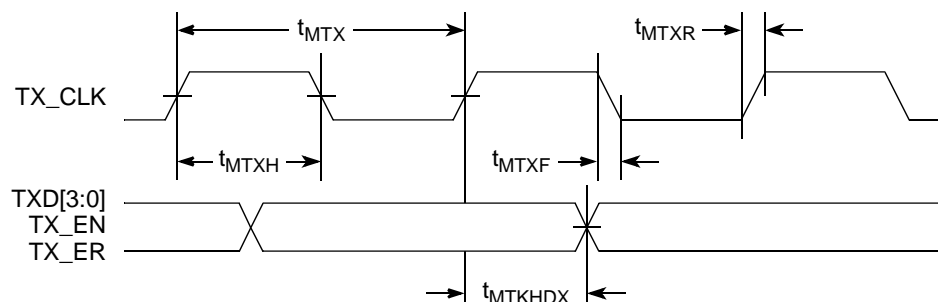 tMTX
tMTXR
TX_CLK
tMTXH
tMTXF
TXD[3:0]
TX_EN
TX_ER
tMTKHDX